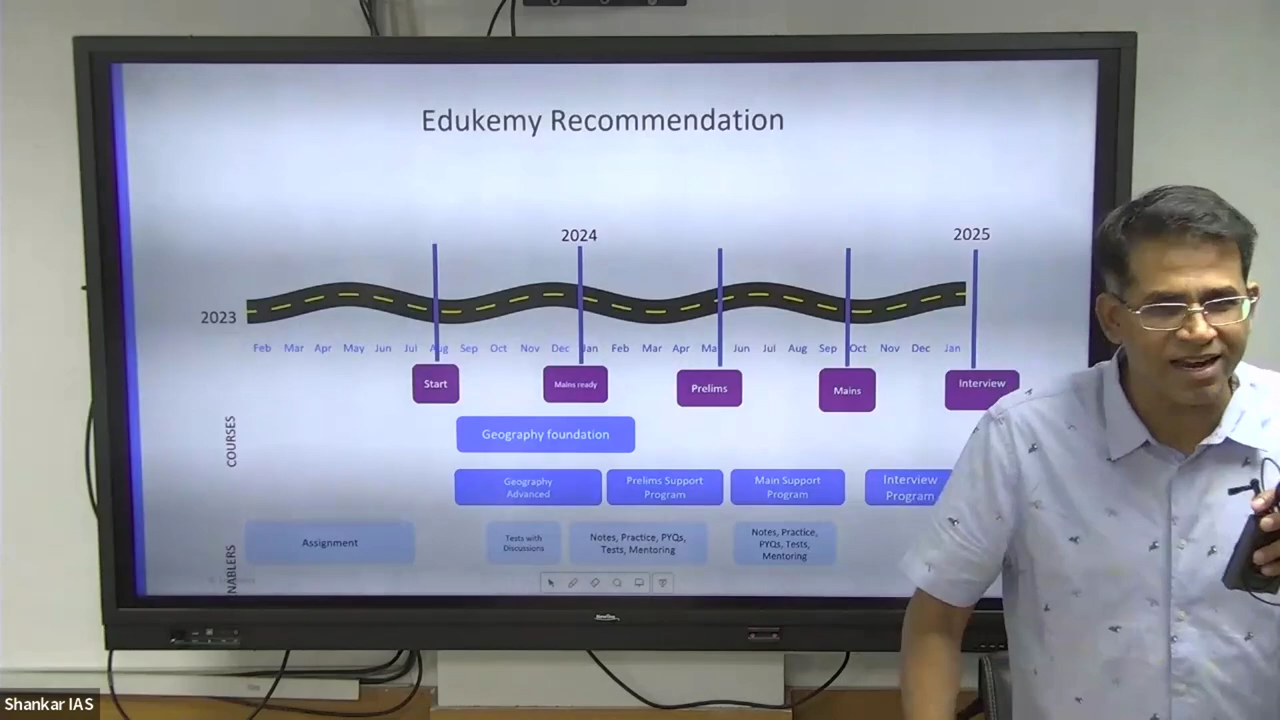 Edukemy Recommendation
2024
2025
2023
Feb Mar Apr May Jun Jul Aug Sep Oct Nov Dec Jan Feb Mar Apr Ma Jun Jul Aug Sep Oct Nov Dec Jan
Start
Mains ready
Prelims
Mains
Interview
COURSES
Geography foundation
Geography
Advanced
Prelims Support
Program
Main Support
Program
Interview
Program
NABLERS
Assignment
Tests with
Discussions
Notes, Practice, PYQs,
Tests, Mentoring
Notes, Practice,
PYQs, Tests,
Mentoring
Shankar IAS